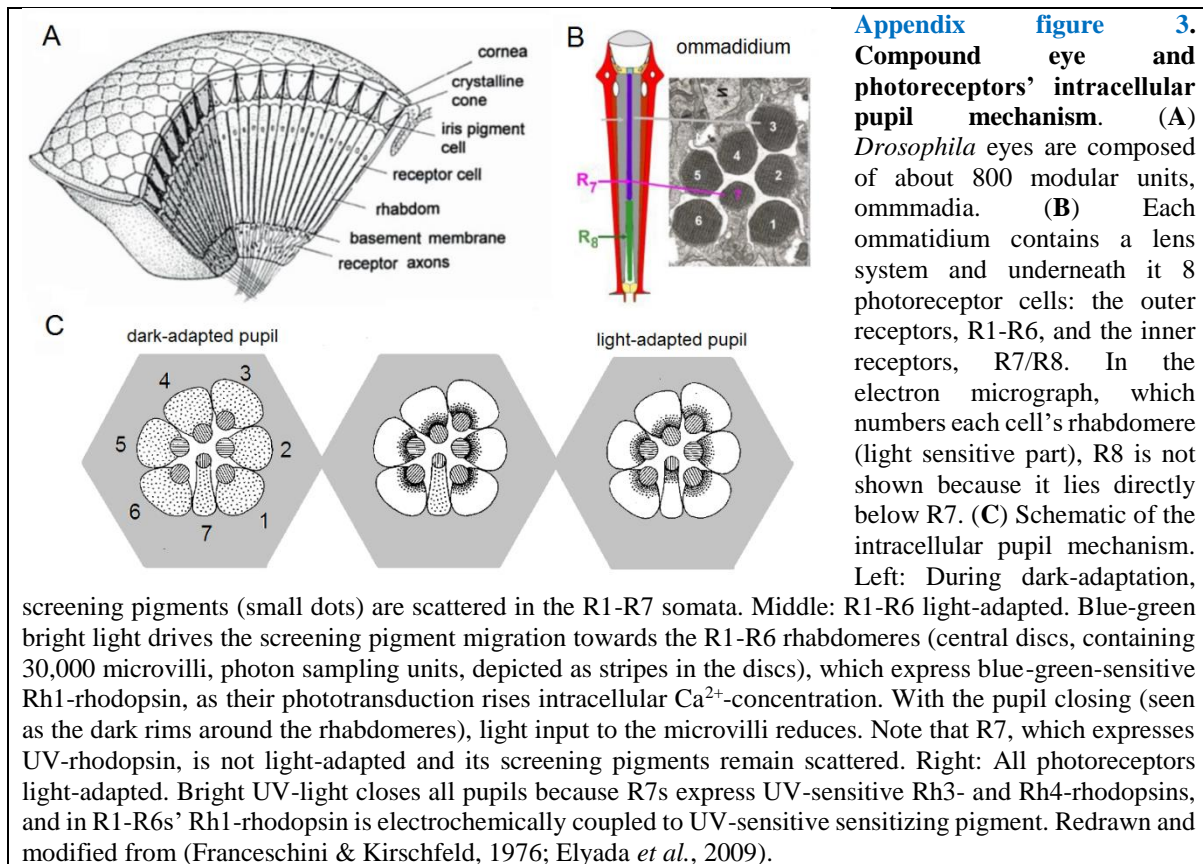 A
cornea
crystalline
cone
iris pigment
cell
receptor cell
rhabdom
basement membrane
receptor axons
B
ommadidium
R7
R8
3
4
5
2
7
6
1
C
dark-adapted pupil
light-adapted pupil
4
3
5
2
6
7
1
Appendix figure 3.
Compound eye and
photoreceptors’ intracellular
pupil mechanism. (A)
Drosophila eyes are composed
of about 800 modular units,
ommmadia. (B) Each
ommatidium contains a lens
system and underneath it 8
photoreceptor cells: the outer
receptors, R1-R6, and the inner
receptors, R7/R8. In the
electron micrograph, which
numbers each cell’s rhabdomere
(light sensitive part), R8 is not
shown because it lies directly
below R7. (C) Schematic of the
intracellular pupil mechanism.
Left: During dark-adaptation,
screening pigments (small dots) are scattered in the R1-R7 somata. Middle: R1-R6 light-adapted. Blue-green
bright light drives the screening pigment migration towards the R1-R6 rhabdomeres (central discs, containing
30,000 microvilli, photon sampling units, depicted as stripes in the discs), which express blue-green-sensitive
Rh1-rhodopsin, as their phototransduction rises intracellular Ca2+-concentration. With the pupil closing (seen
as the dark rims around the rhabdomeres), light input to the microvilli reduces. Note that R7, which expresses
UV-rhodopsin, is not light-adapted and its screening pigments remain scattered. Right: All photoreceptors
light-adapted. Bright UV-light closes all pupils because R7s express UV-sensitive Rh3- and Rh4-rhodopsins,
and in R1-R6s’ Rh1-rhodopsin is electrochemically coupled to UV-sensitive sensitizing pigment. Redrawn and
modified from (Franceschini & Kirschfeld, 1976; Elyada et al., 2009).